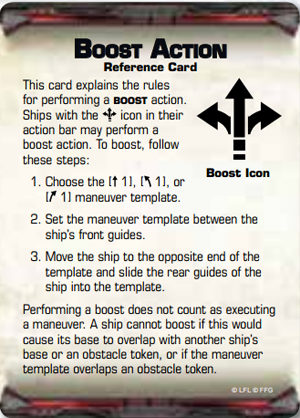 BOOST ACTION
Reference Card
This card explains the rules
for performing a BOOST action.
Ships with the icon in their
action bar may perform a
boost action. To boost, follow
these steps:
Boost Icon
1. Choose the [⬆ 1], [↰ 1], or
[↱ 1] maneuver template.
2. Set the maneuver template between the
ship's front guides.
3. Move the ship to the opposite end of the
template and slide the rear guides of the
ship into the template.
Performing a boost does not count as executing
a maneuver. A ship cannot boost if this would
cause its base to overlap with another ship's
base or an obstacle token, or if the maneuver
template overlaps an obstacle token.
© LFL © FFG